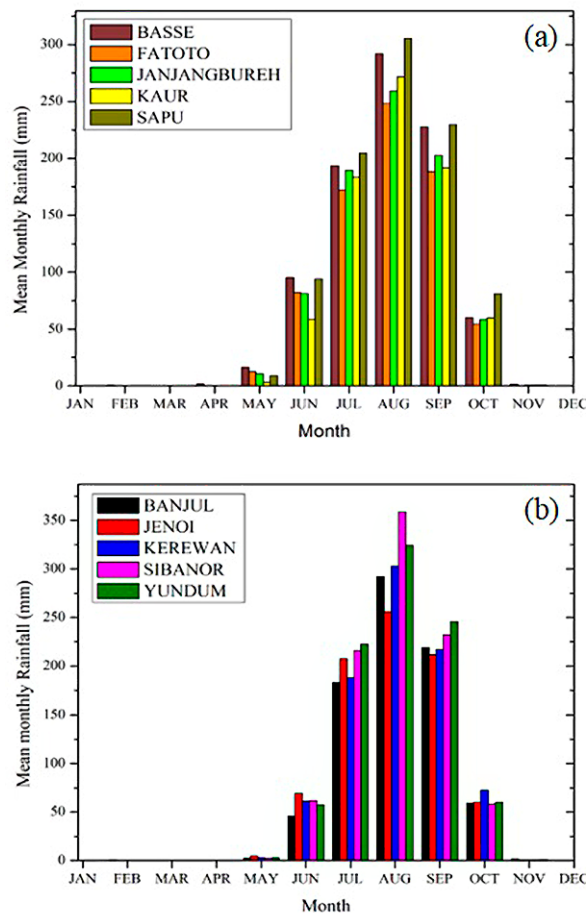 (a)
BASSE
FATOTO
JANJANGBUREH
KAUR
SAPU
Mean Monthly Rainfall (mm)
300
250
200
150
100
50
0
JAN FEB MAR APR MAY JUN JUL AUG SEP OCT NOV DEC
Month
(b)
BANJUL
JENOI
KEREWAN
SIBANOR
YUNDUM
Mean monthly Rainfall (mm)
350
300
250
200
150
100
50
0
JAN FEB MAR APR MAY JUN JUL AUG SEP OCT NOV DEC
Month